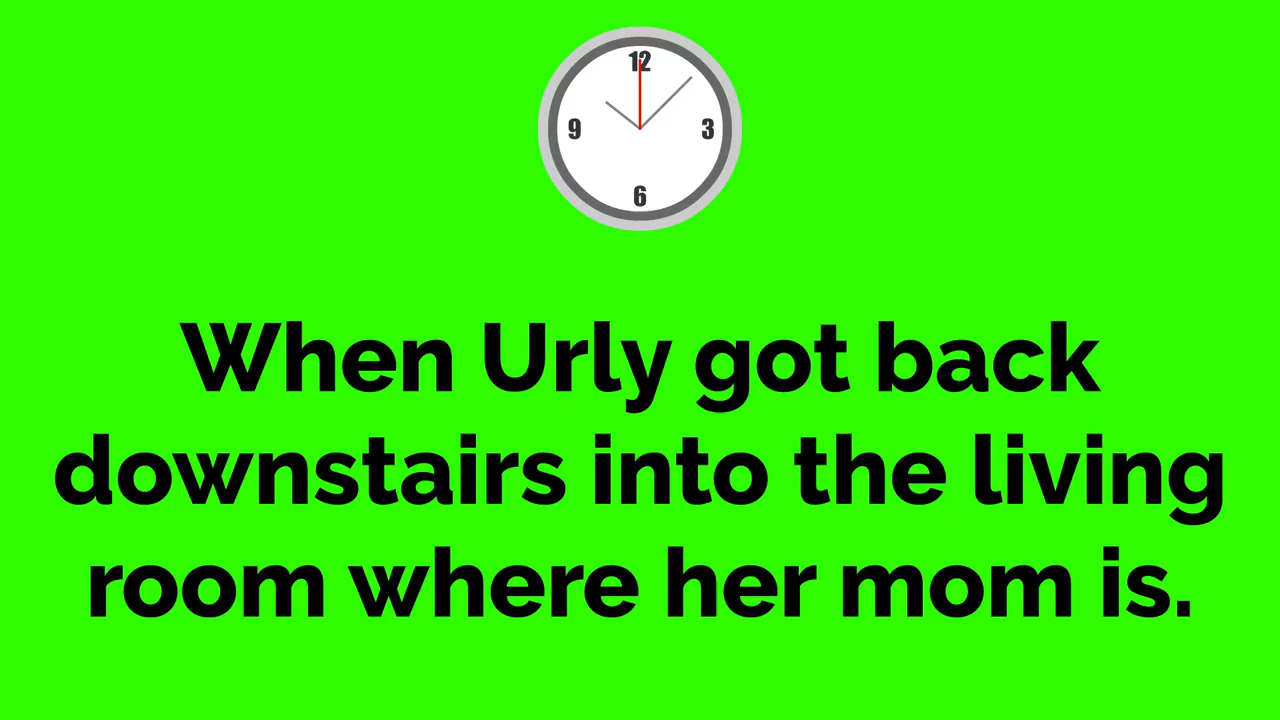 12
9 3
6
When Urly got back
downstairs into the living
room where her mom is.